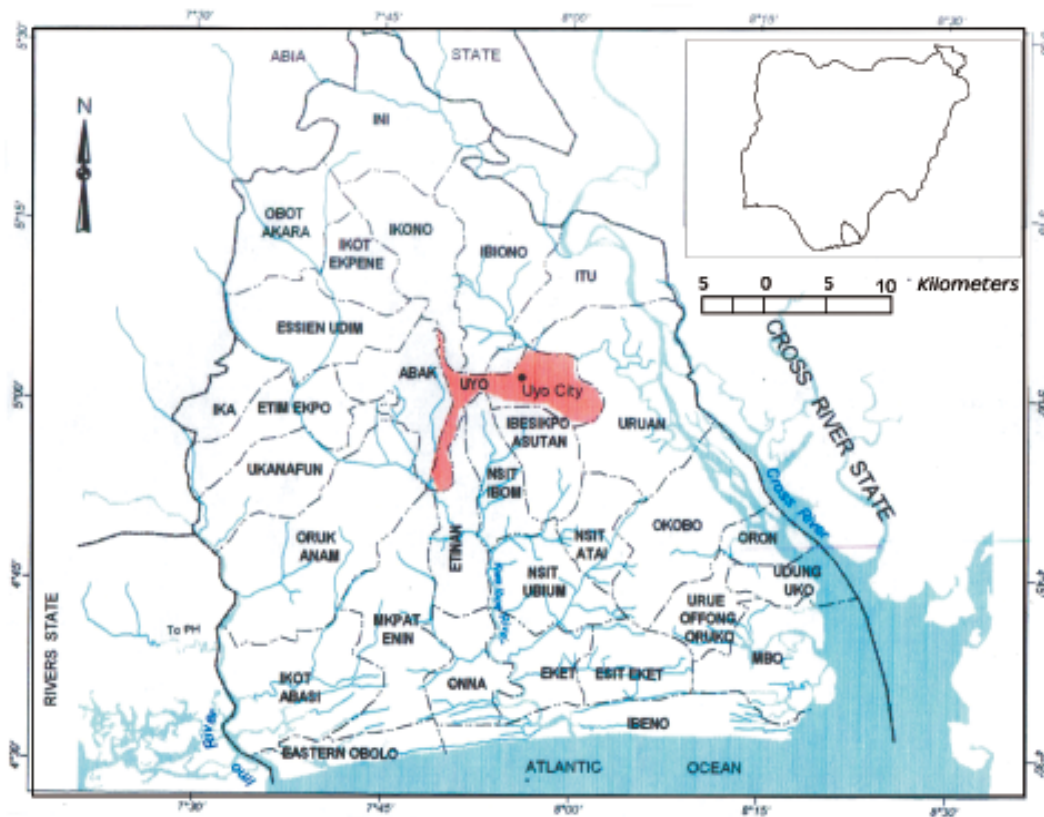 7°30'
7°45'
8°00'
8°15'
8°30'
5°30'
ABIA
STATE
N
INI
5°15'
OBOT
AKARA
IKOT
EKPENE
IKONO
IBIONO
ITU
5 0 5 10 Kilometers
ESSIEN UDIM
CROSS RIVER STATE
ABAK
UYO
Uyo City
5°00'
IKA
ETIM EKPO
IBESIKPO
ASUTAN
URUAN
UKANAFUN
NSIT
IBOM
Cross River
ORUK
ANAM
ETINAN
NSIT
ATAI
OKOBO
ORON
4°45'
NSIT
UBIUM
UDUNG
UKO
URUE
OFFONG
ORUKO
To PH
MKPAT
ENIN
MBO
RIVERS STATE
IKOT
ABASI
ONNA
EKET
ESIT EKET
IBENO
River
EASTERN OBOLO
4°30'
ATLANTIC OCEAN
7°30'
7°45'
8°00'
8°15'
8°30'